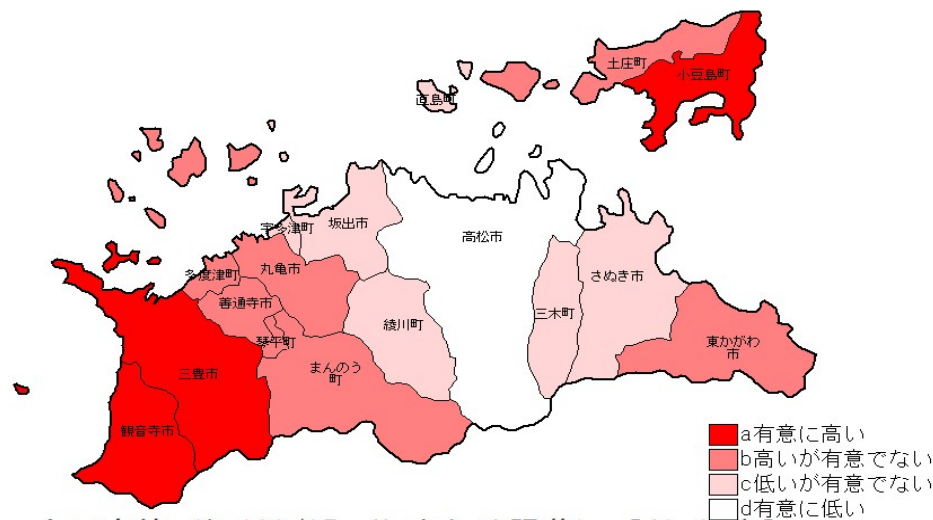 土庄町
小豆島町
直島町
宇多津町
坂出市
高松市
多度津町
丸亀市
さぬき市
善通寺市
三木町
綾川町
琴平町
東かがわ
市
三豊市
まんのう
町
観音寺市
a有意に高い
b高いが有意でない
c低いが有意でない
d有意に低い